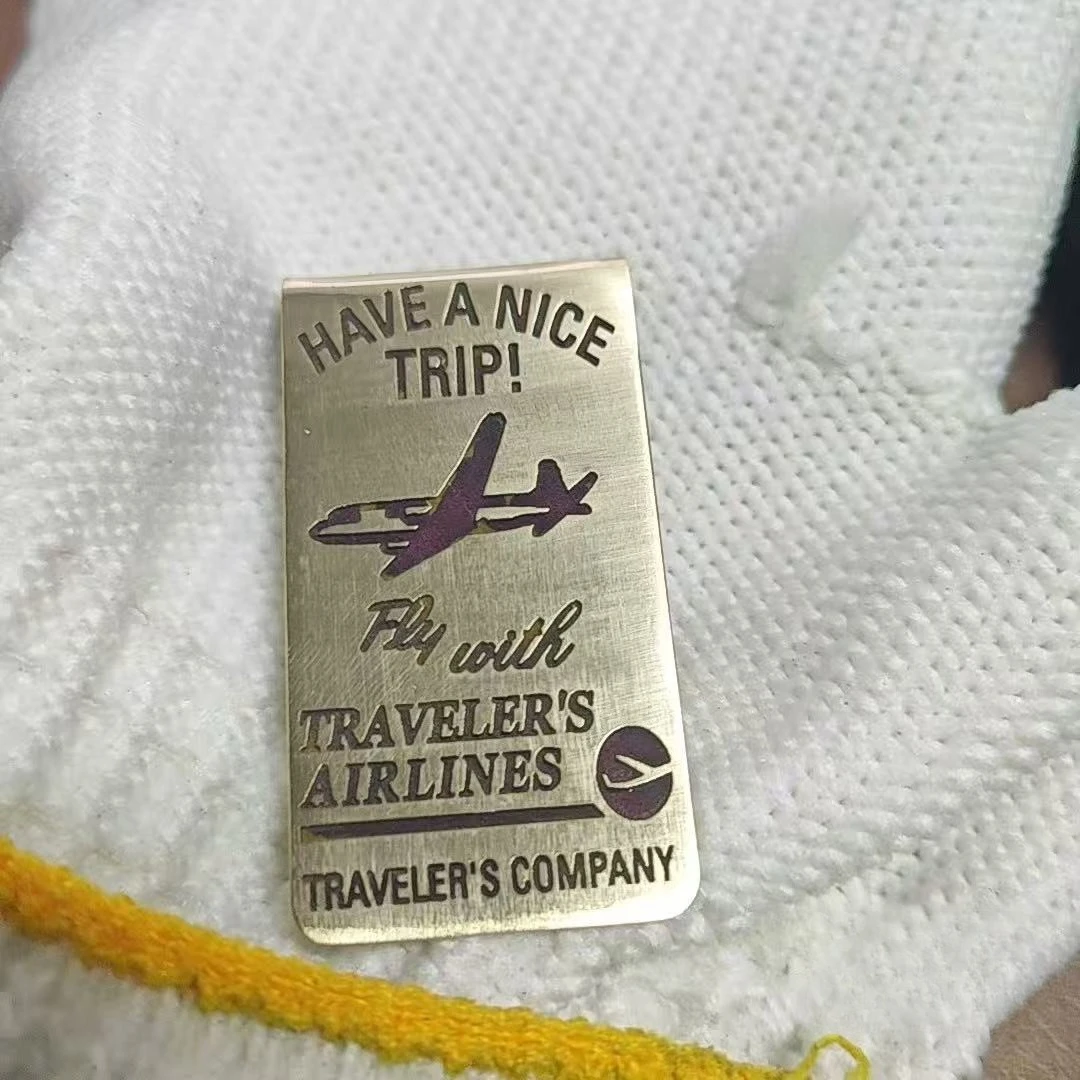 HAVE A NICE
TRIP!
Fly with
TRAVELER'S
AIRLINES
TRAVELER'S COMPANY